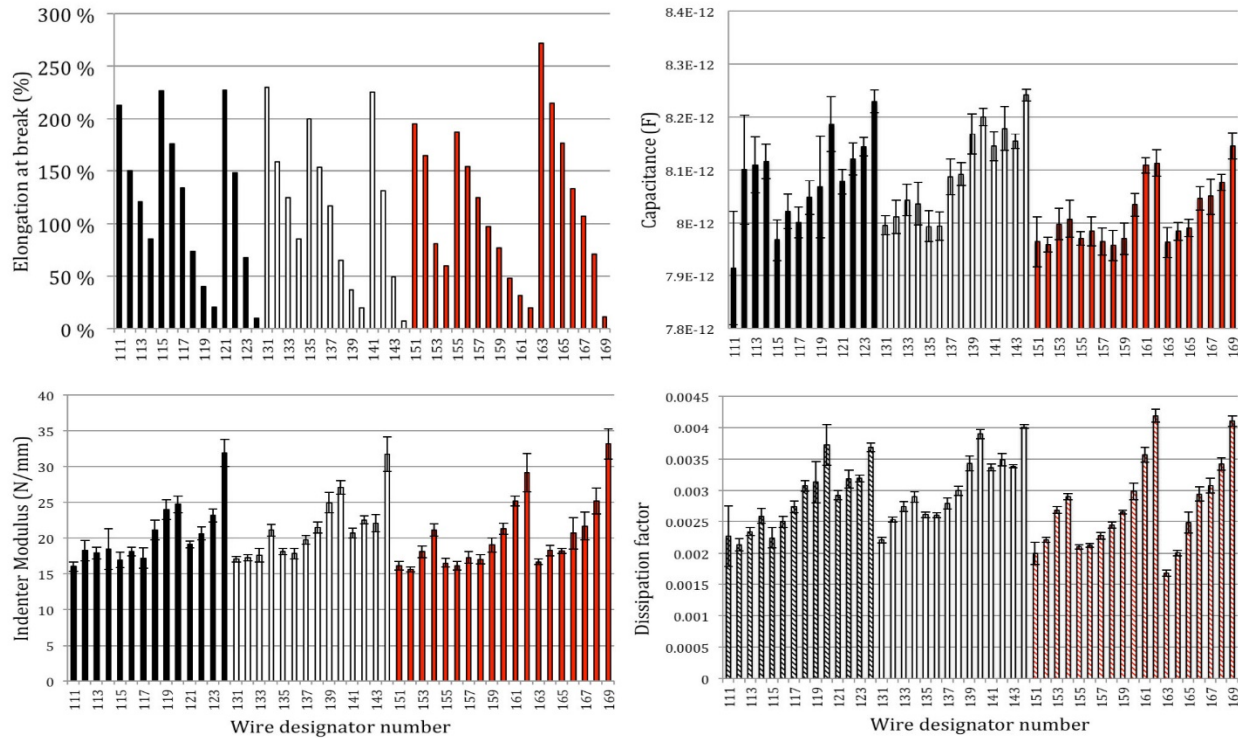 Elongation at break (%)
300 %
250 %
200 %
150 %
100 %
50 %
0 %
111 113 115 117 119 121 123 131 133 135 137 139 141 143 151 153 155 157 159 161 163 165 167 169
Capacitance (F)
8.4E-12
8.3E-12
8.2E-12
8.1E-12
8E-12
7.9E-12
7.8E-12
111 113 115 117 119 121 123 131 133 135 137 139 141 143 151 153 155 157 159 161 163 165 167 169
Indenter Modulus (N/mm)
40
35
30
25
20
15
10
5
0
111 113 115 117 119 121 123 131 133 135 137 139 141 143 151 153 155 157 159 161 163 165 167 169
Wire designator number
Dissipation factor
0.0045
0.004
0.0035
0.003
0.0025
0.002
0.0015
0.001
0.0005
0
111 113 115 117 119 121 123 131 133 135 137 139 141 143 151 153 155 157 159 161 163 165 167 169
Wire designator number